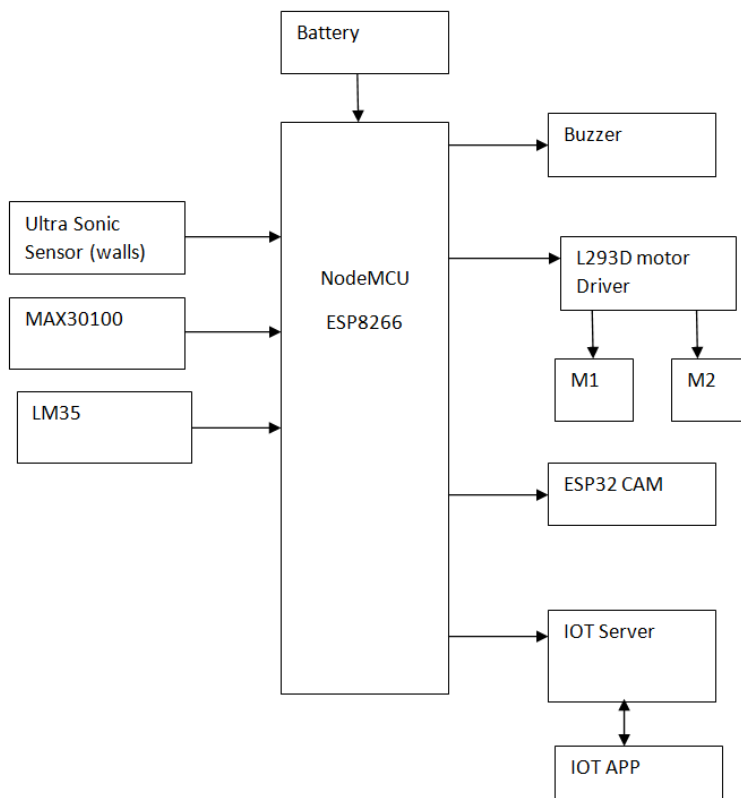 Battery
Buzzer
Ultra Sonic
Sensor (walls)
NodeMCU
ESP8266
L293D motor
Driver
MAX30100
M1
M2
LM35
ESP32 CAM
IOT Server
IOT APP